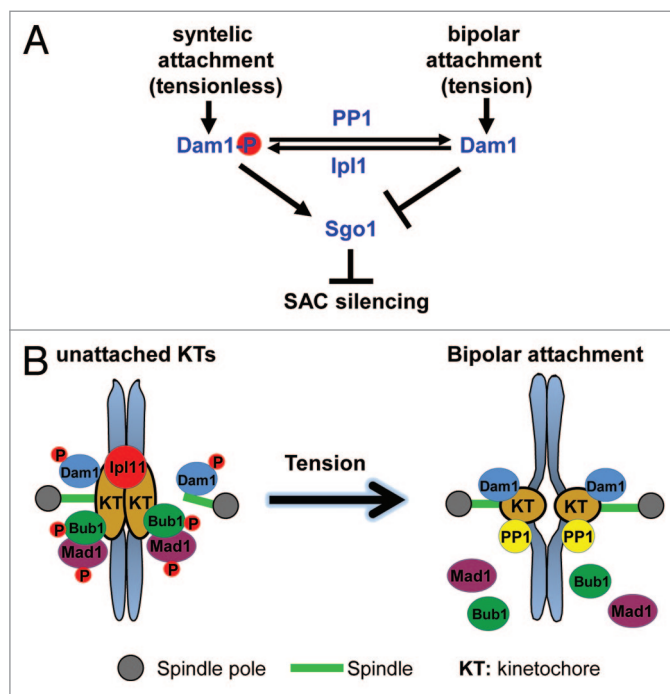 A
syntelic
attachment
(tensionless)
bipolar
attachment
(tension)
PP1
Dam1-P
Dam1
Ipl1
Sgo1
SAC silencing
B
unattached KTs
Bipolar attachment
P
Dam1
Ipl11
P
Dam1
KT
KT
Tension
Dam1
Dam1
KT
KT
P
Bub1
Bub1
P
Mad1
Mad1
P
P
PP1
PP1
Mad1
Bub1
Bub1
Mad1
Spindle pole
Spindle
KT: kinetochore